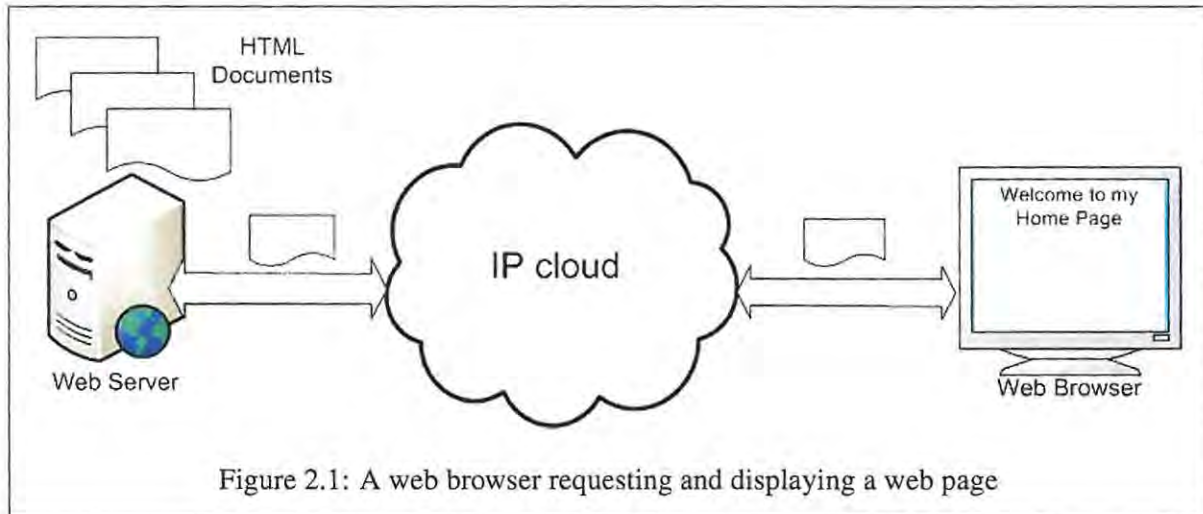 HTML
Documents
Welcome to my
Home Page
IP cloud
Web Server
Web Browser
Figure 2.1: A web browser requesting and displaying a web page